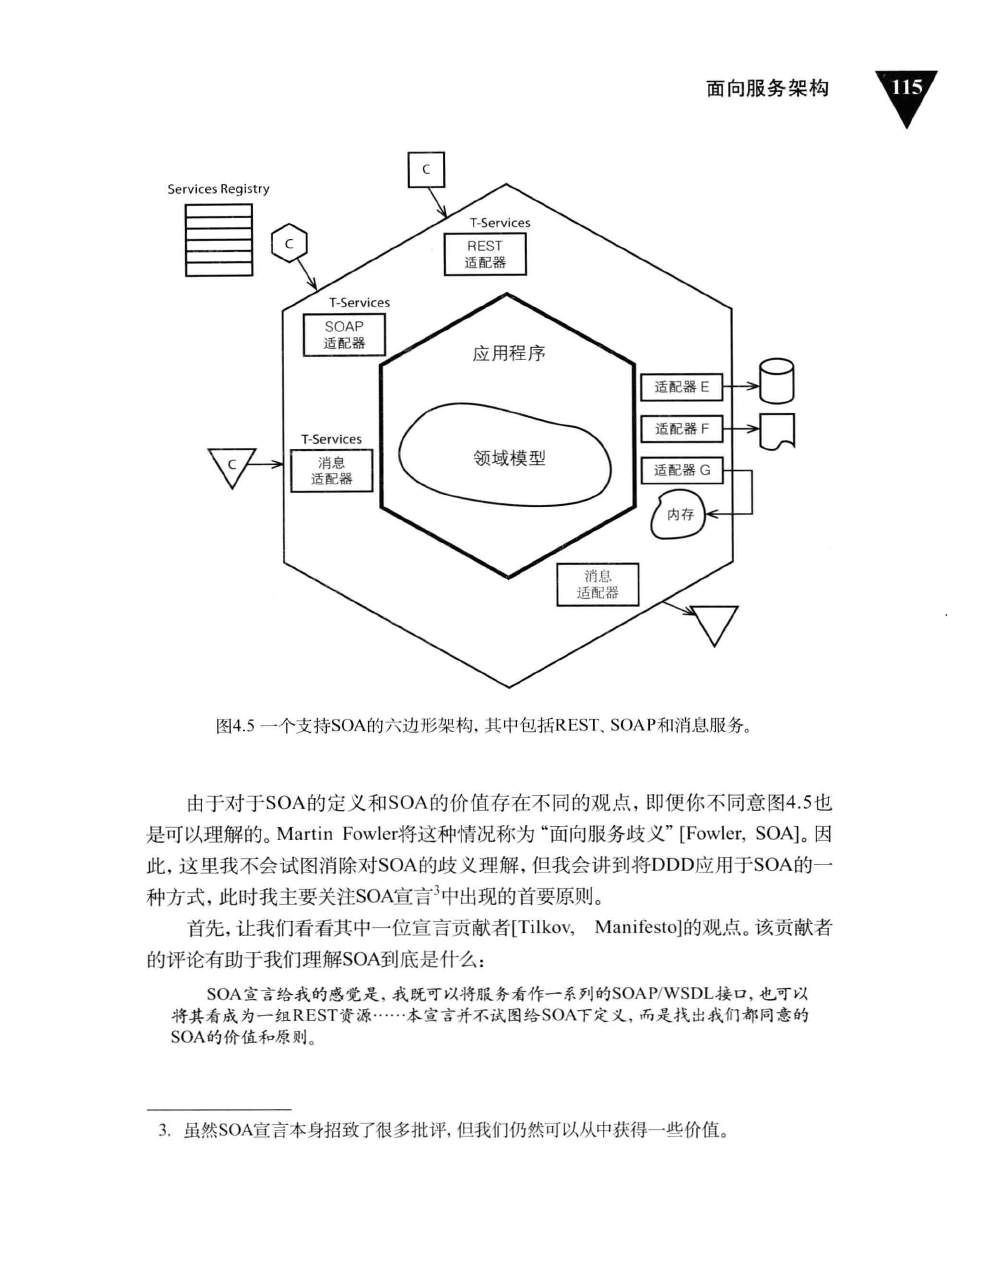 面向服务架构
115
Services Registry
C
C
T-Services
REST
适配器
T-Services
SOAP
适配器
应用程序
适配器 E
适配器 F
T-Services
C
消息
适配器
领域模型
适配器 G
内存
消息
适配器
图4.5 一个支持SOA的六边形架构，其中包括REST、SOAP和消息服务。
由于对于SOA的定义和SOA的价值存在不同的观点，即便你不同意图4.5也
是可以理解的。Martin Fowler将这种情况称为“面向服务歧义”[Fowler, SOA]。因
此，这里我不会试图消除对SOA的歧义理解，但我会讲到将DDD应用于SOA的一
种方式，此时我主要关注SOA宣言3中出现的首要原则。
首先，让我们看看其中一位宣言贡献者[Tilkov, Manifesto]的观点。该贡献者
的评论有助于我们理解SOA到底是什么：
SOA宣言给我的感觉是，我既可以将服务看作一系列的SOAP/WSDL接口，也可以
将其看成为一组REST资源……本宣言并不试图给SOA下定义，而是找出我们都同意的
SOA的价值和原则。
3. 虽然SOA宣言本身招致了很多批评，但我们仍然可以从中获得一些价值。